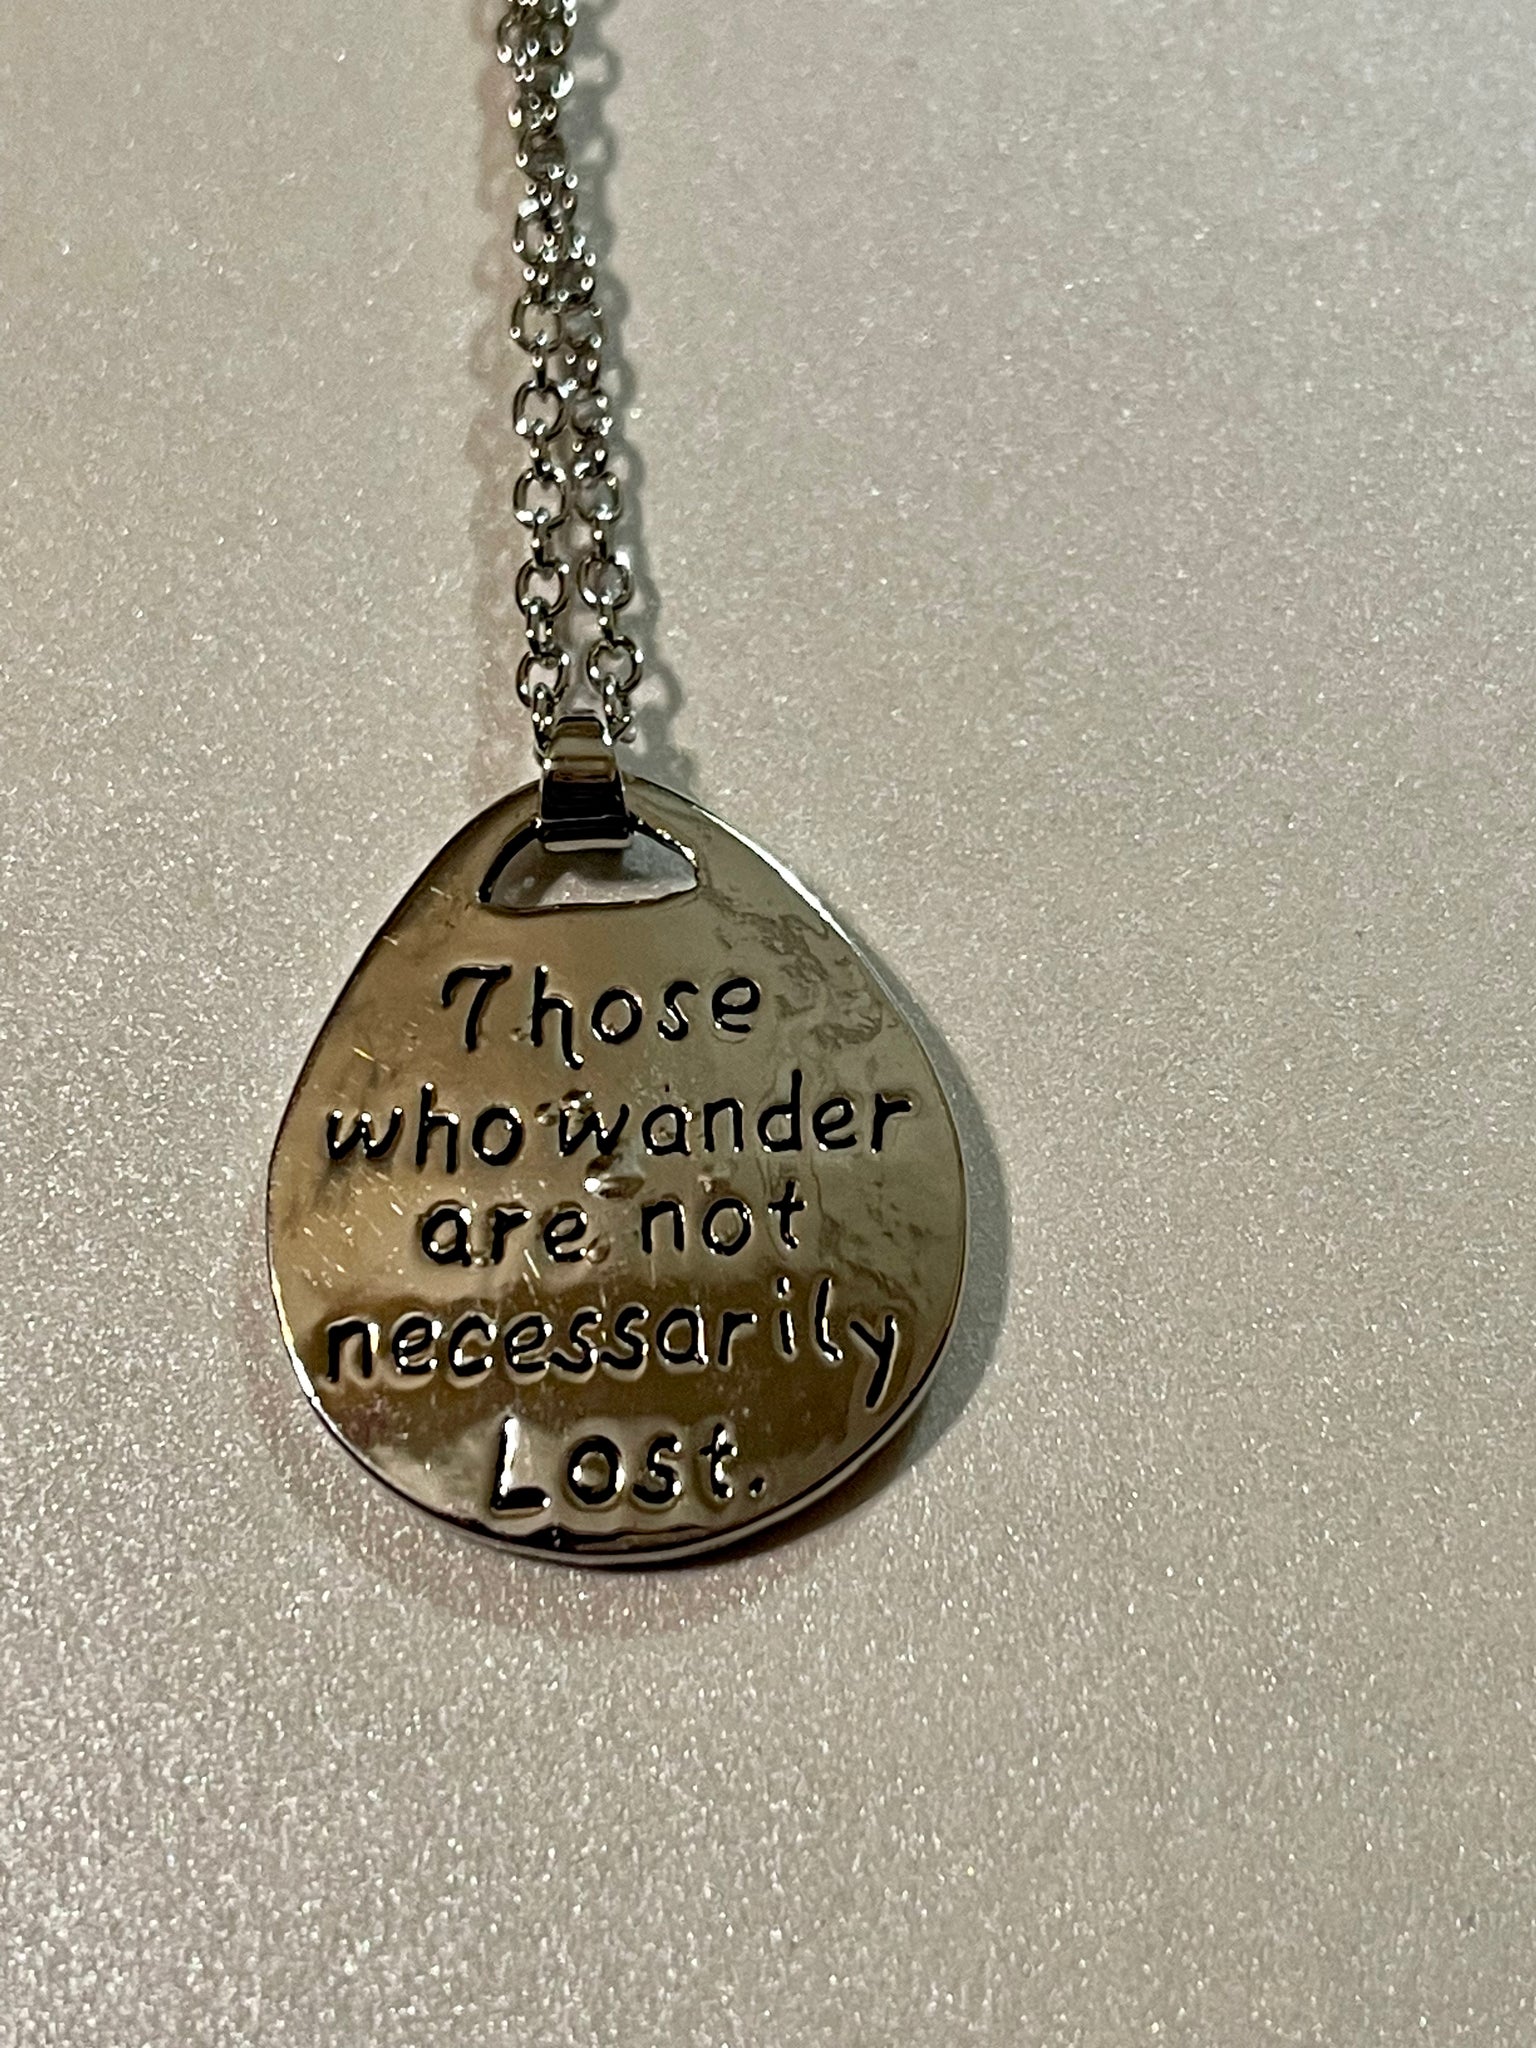 Those
who wander
are not
necessarily
Lost.